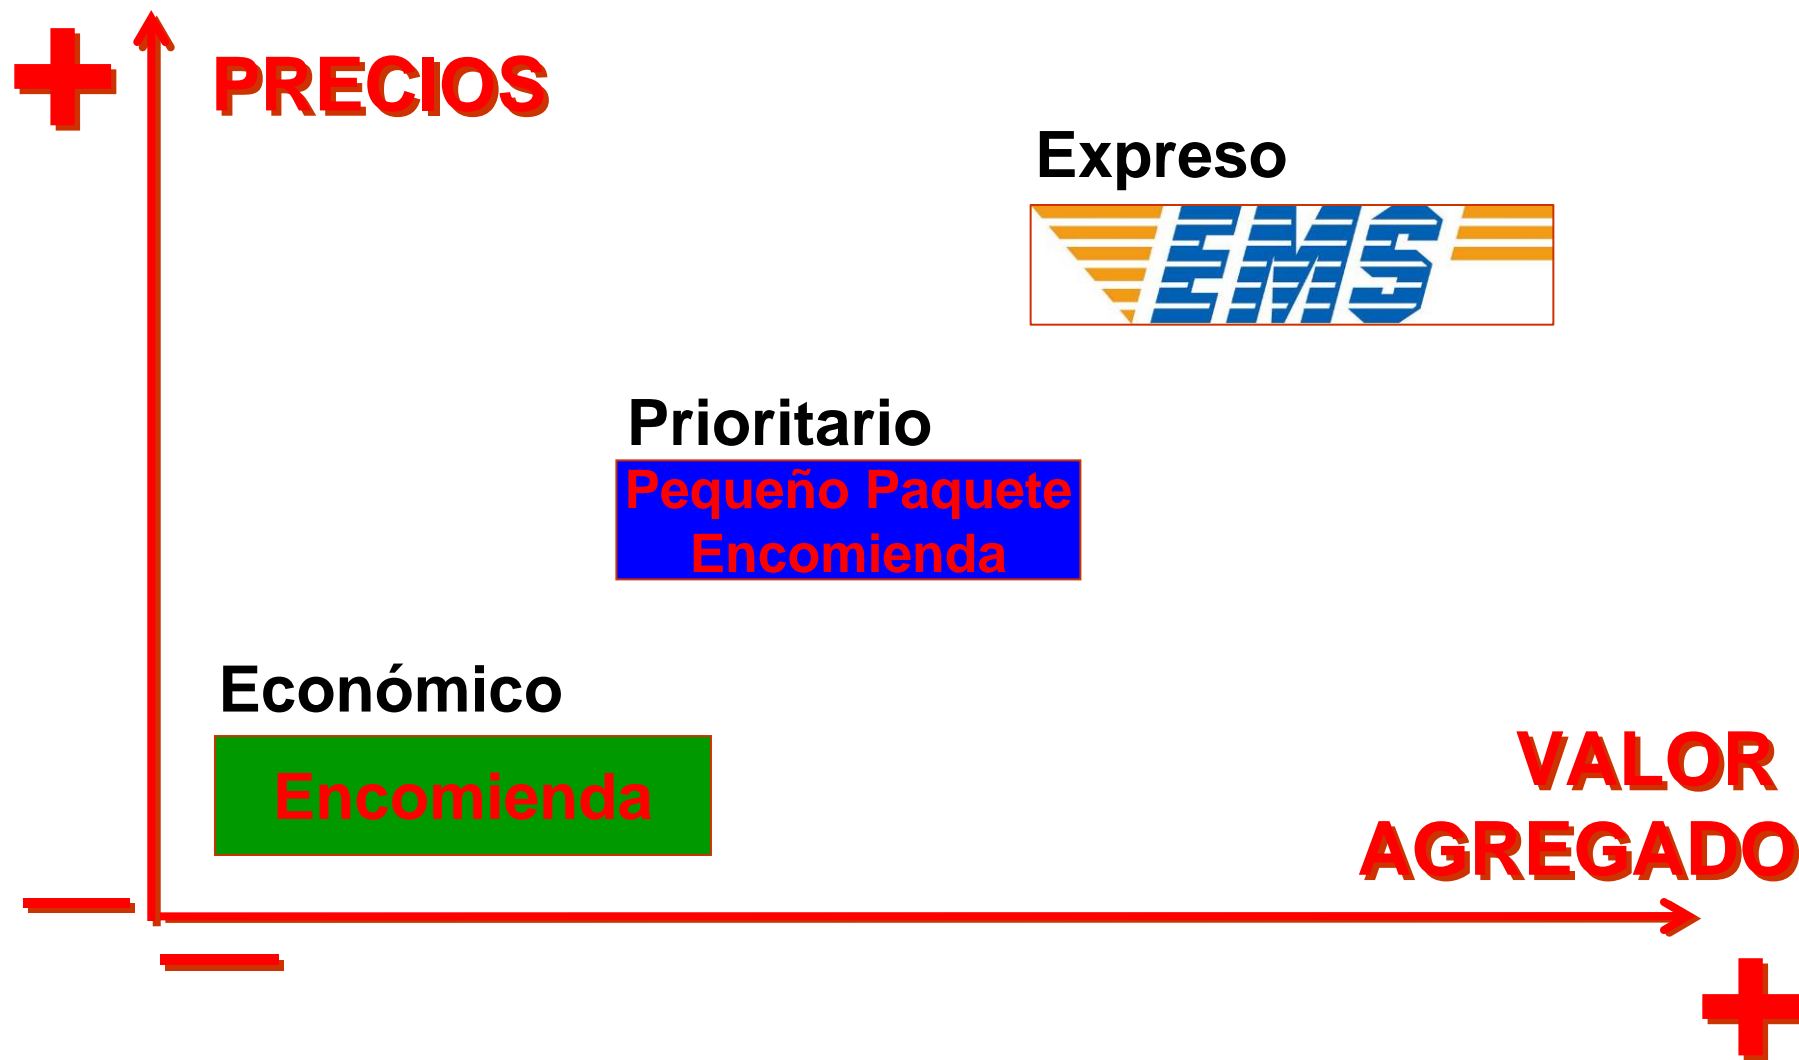 +
PRECIOS
Expreso
EMS
Prioritario
Pequeño Paquete
Encomienda
Económico
Encomienda
VALOR
AGREGADO
—
—
+